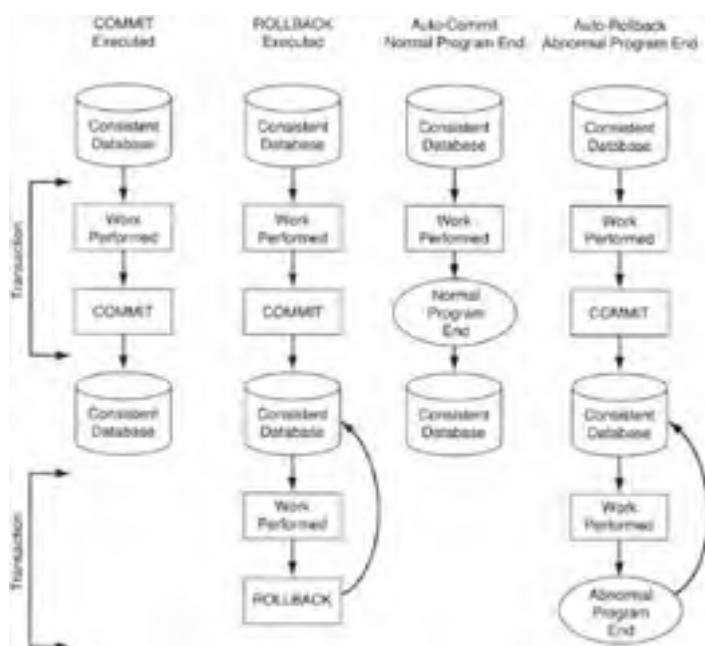 COMMIT
Executed
ROLLBACK
Executed
Auto-Commit
Normal Program End
Auto-Rollback
Abnormal Program End
Consistent
Database
Consistent
Database
Consistent
Database
Consistent
Database
Transaction
Work
Performed
Work
Performed
Work
Performed
Work
Performed
COMMIT
COMMIT
Normal
Program
End
COMMIT
Consistent
Database
Consistent
Database
Consistent
Database
Consistent
Database
Transaction
Work
Performed
Work
Performed
ROLLBACK
Abnormal
Program
End